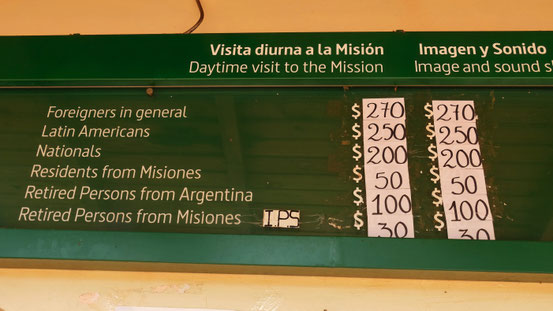 Visita diurna a la Misión Imagen y Sonido
Daytime visit to the Mission Image and sound
Foreigners in general $ 270 $ 270
Latin Americans $ 250 $ 250
Nationals $ 200 $ 200
Residents from Misiones $ 50 $ 50
Retired Persons from Argentina $ 100 $ 100
Retired Persons from Misiones I.P.S $ 30 30